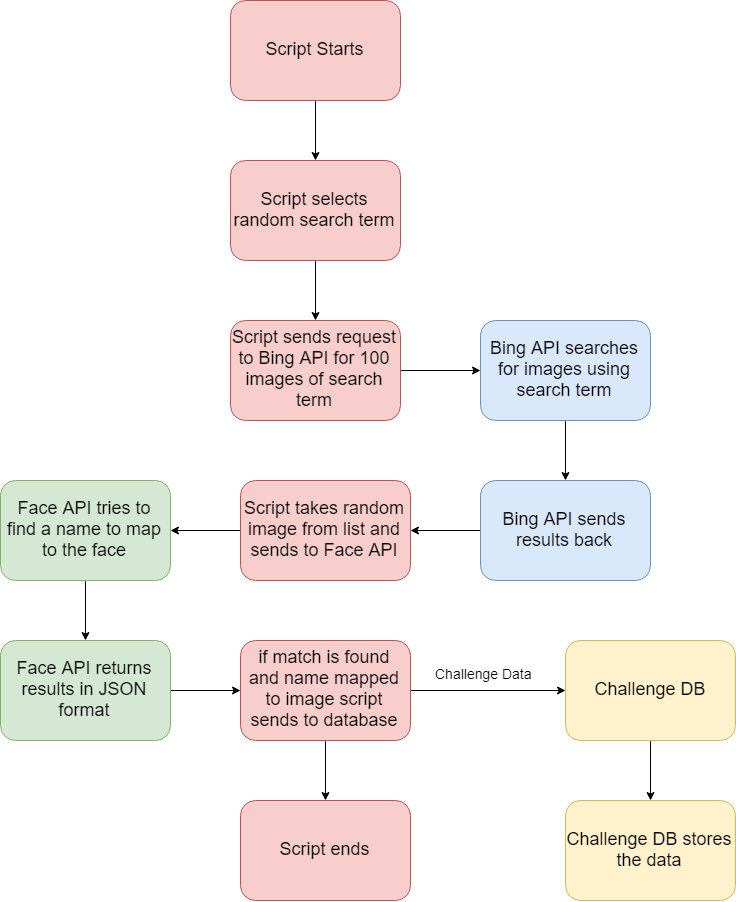 Script Starts
Script selects
random search term
Script sends request
to Bing API for 100
images of search
term
Bing API searches
for images using
search term
Face API tries to
find a name to map
to the face
Script takes random
image from list and
sends to Face API
Bing API sends
results back
Face API returns
results in JSON
format
if match is found
and name mapped
to image script
sends to database
Challenge Data
Challenge DB
Script ends
Challenge DB stores
the data